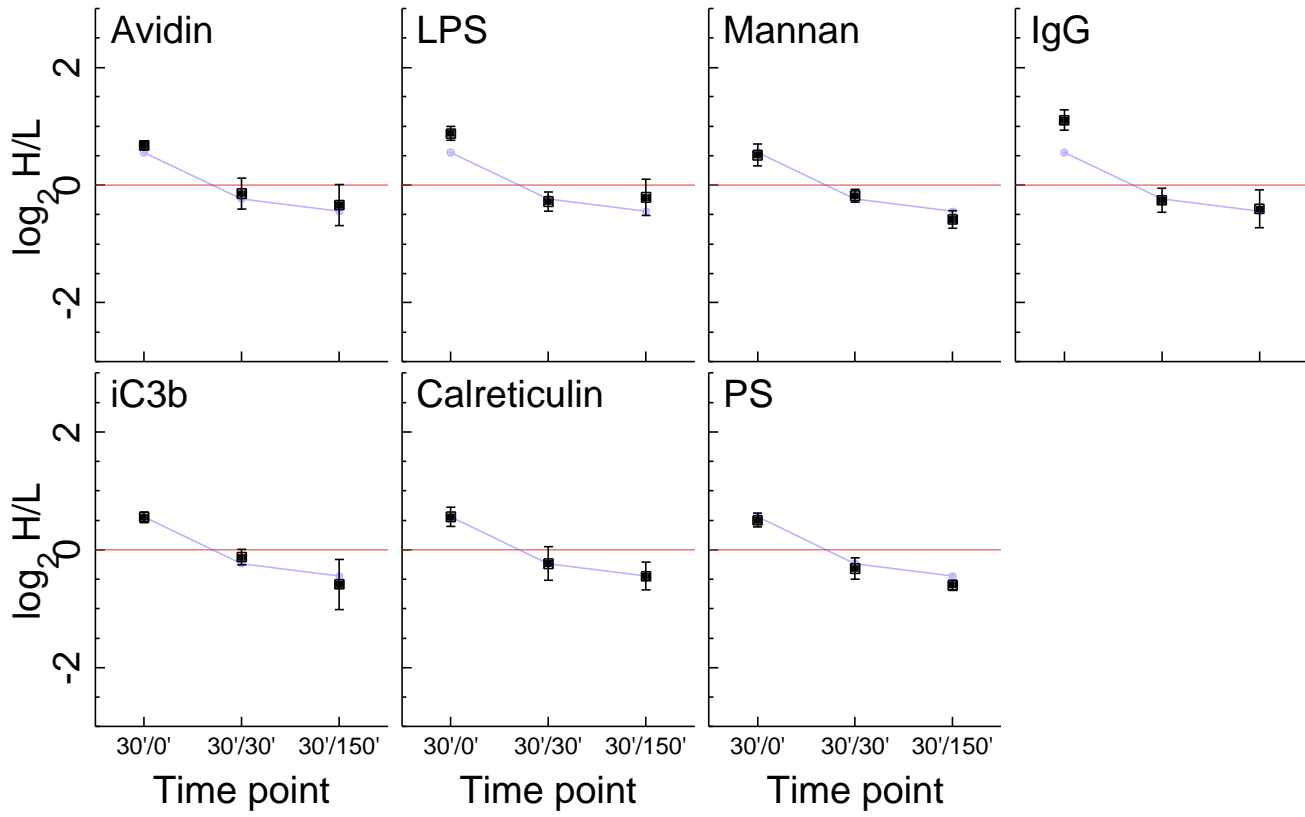 Avidin
LPS
Mannan
IgG
2
0
-2
log2 H/L
iC3b
Calreticulin
PS
2
0
-2
log2 H/L
30'/0' 30'/30' 30'/150'
30'/0' 30'/30' 30'/150'
30'/0' 30'/30' 30'/150'
Time point
Time point
Time point